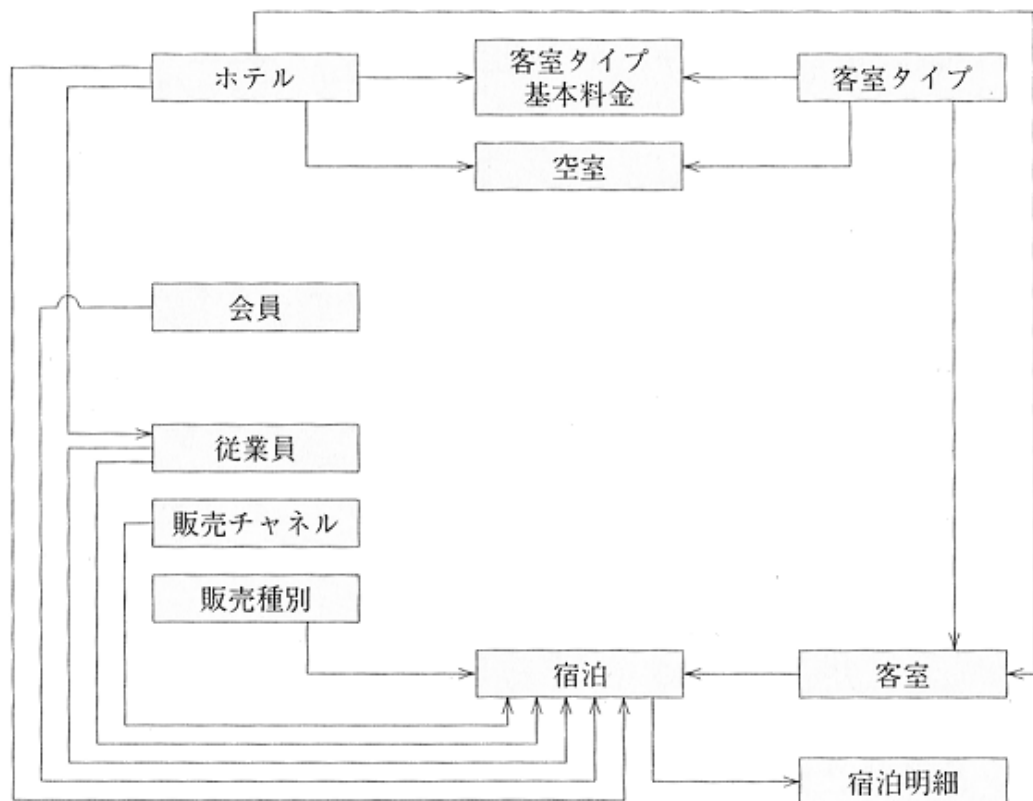 ホテル
客室タイプ
基本料金
客室タイプ
空室
会員
従業員
販売チャネル
販売種別
宿泊
客室
宿泊明細